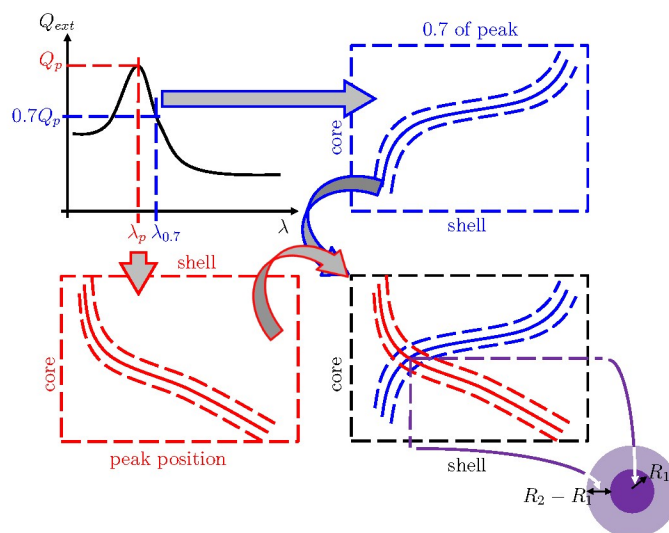 Q_ext
Q_p
0.7Q_p
λ_p
λ_0.7
λ
0.7 of peak
core
shell
shell
core
peak position
core
shell
R_1
R_2 − R_1